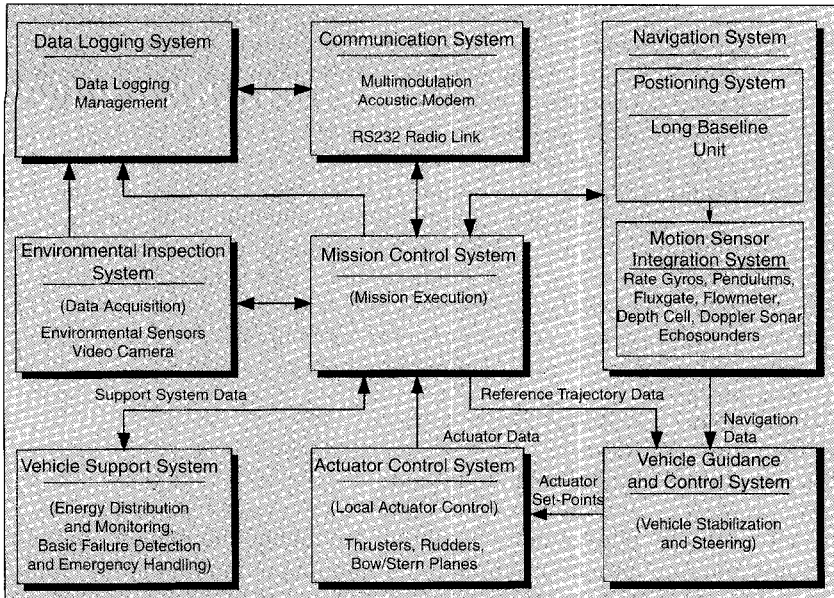 Data Logging System
Data Logging
Management
Communication System
Multimodulation
Acoustic Modem
RS232 Radio Link
Navigation System
Postioning System
Long Baseline
Unit
Motion Sensor
Integration System
Rate Gyros, Pendulums,
Fluxgate, Flowmeter,
Depth Cell, Doppler Sonar
Echosounders
Environmental Inspection
System
(Data Acquisition)
Environmental Sensors
Video Camera
Mission Control System
(Mission Execution)
Support System Data
Reference Trajectory Data
Actuator Data
Navigation
Data
Vehicle Support System
(Energy Distribution
and Monitoring,
Basic Failure Detection
and Emergency Handling)
Actuator Control System
(Local Actuator Control)
Thrusters, Rudders,
Bow/Stern Planes
Actuator
Set-Points
Vehicle Guidance
and Control System
(Vehicle Stabilization
and Steering)